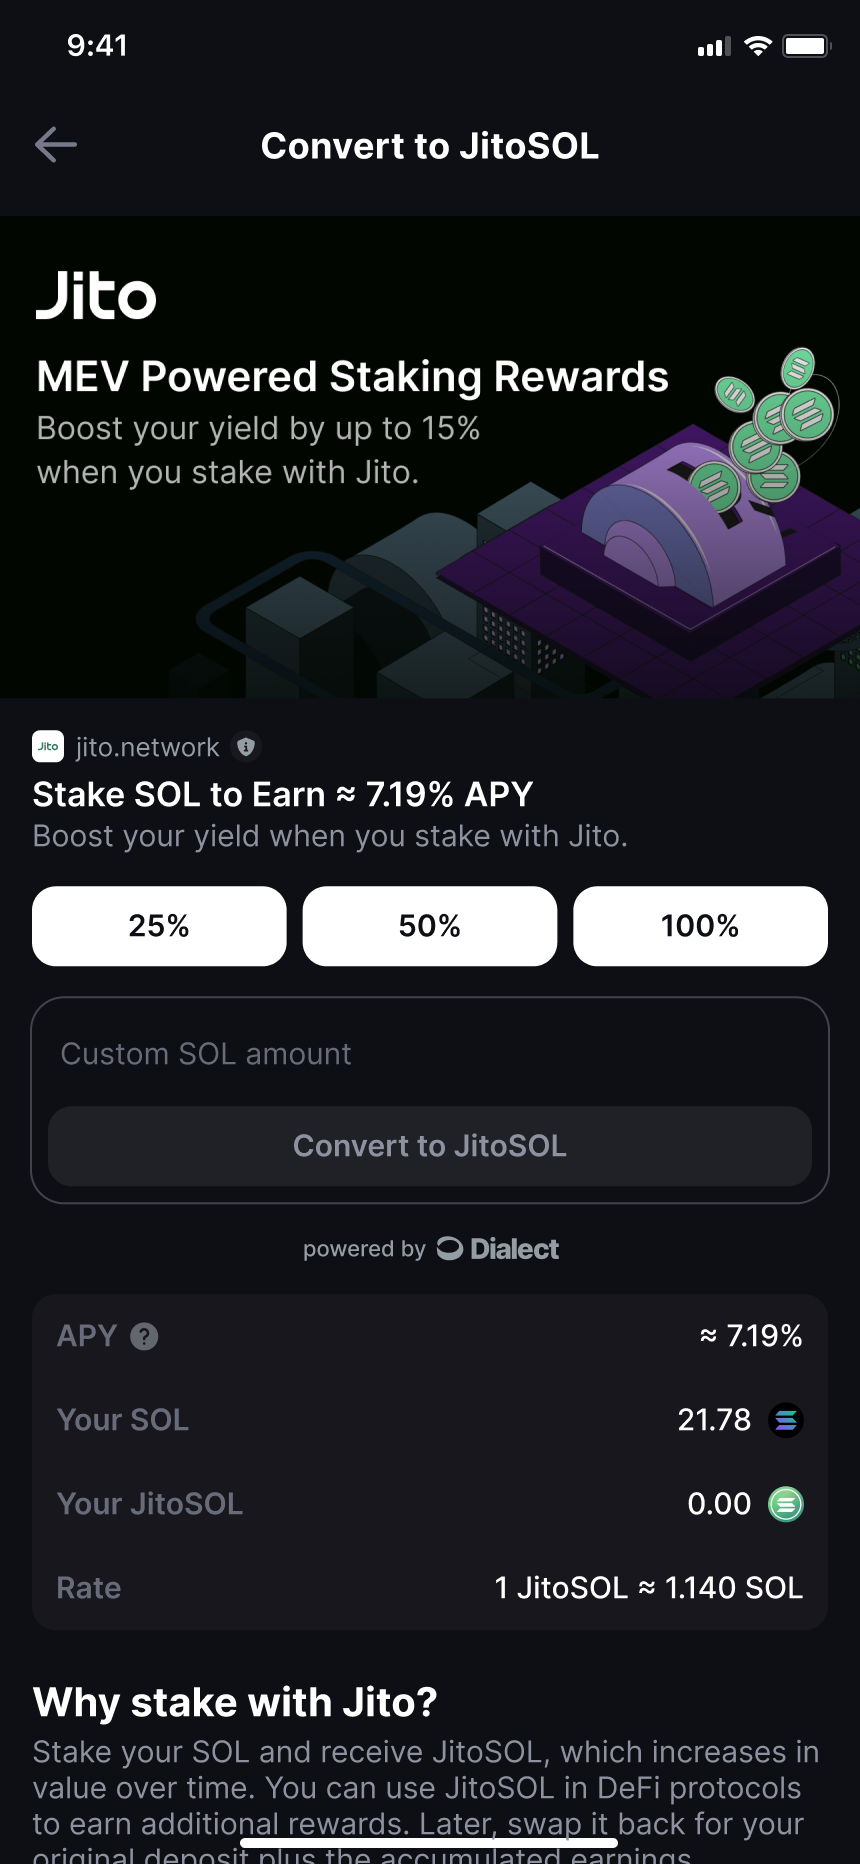 9:41
Convert to JitoSOL
Jito
MEV Powered Staking Rewards
Boost your yield by up to 15%
when you stake with Jito.
Jito jito.network
Stake SOL to Earn ≈ 7.19% APY
Boost your yield when you stake with Jito.
25% 50% 100%
Custom SOL amount
Convert to JitoSOL
powered by Dialect
APY ? ≈ 7.19%
Your SOL 21.78
Your JitoSOL 0.00
Rate 1 JitoSOL ≈ 1.140 SOL
Why stake with Jito?
Stake your SOL and receive JitoSOL, which increases in
value over time. You can use JitoSOL in DeFi protocols
to earn additional rewards. Later, swap it back for your
original deposit plus the accumulated earnings